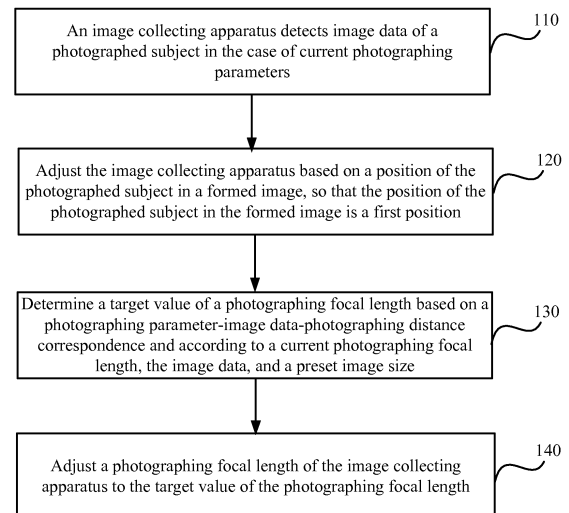 An image collecting apparatus detects image data of a
photographed subject in the case of current photographing
parameters
110
Adjust the image collecting apparatus based on a position of the
photographed subject in a formed image, so that the position of the
photographed subject in the formed image is a first position
120
Determine a target value of a photographing focal length based on a
photographing parameter-image data-photographing distance
correspondence and according to a current photographing focal
length, the image data, and a preset image size
130
Adjust a photographing focal length of the image collecting
apparatus to the target value of the photographing focal length
140